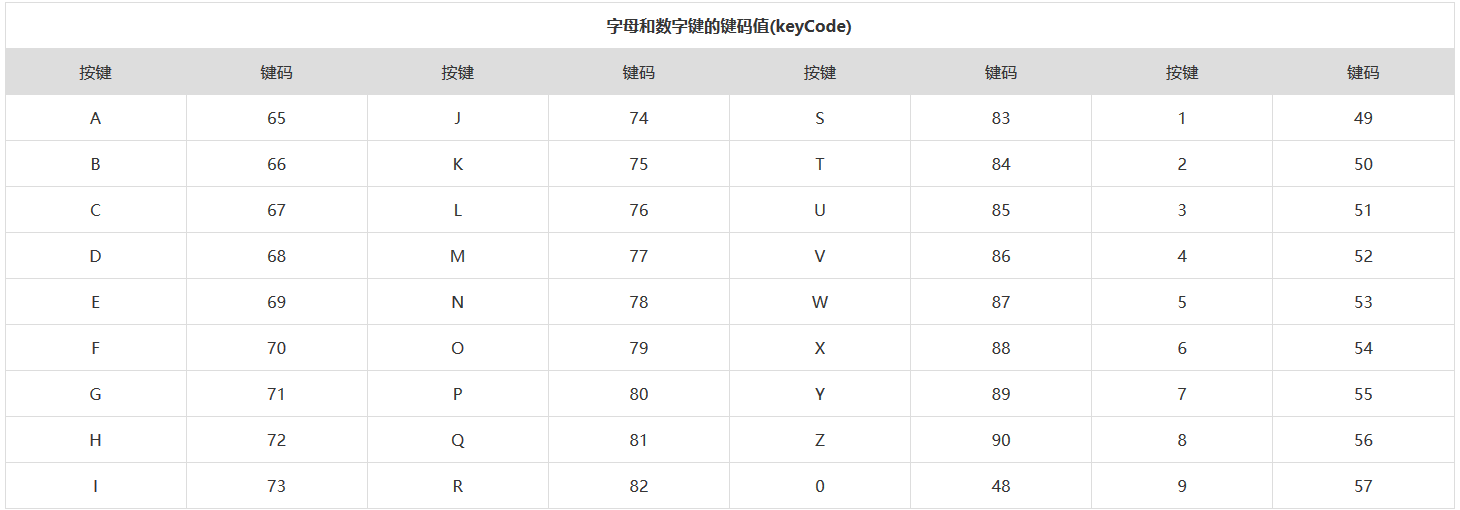 字母和数字键的键码值(keyCode)
按键 键码 按键 键码 按键 键码 按键 键码
A 65 J 74 S 83 1 49
B 66 K 75 T 84 2 50
C 67 L 76 U 85 3 51
D 68 M 77 V 86 4 52
E 69 N 78 W 87 5 53
F 70 O 79 X 88 6 54
G 71 P 80 Y 89 7 55
H 72 Q 81 Z 90 8 56
I 73 R 82 0 48 9 57